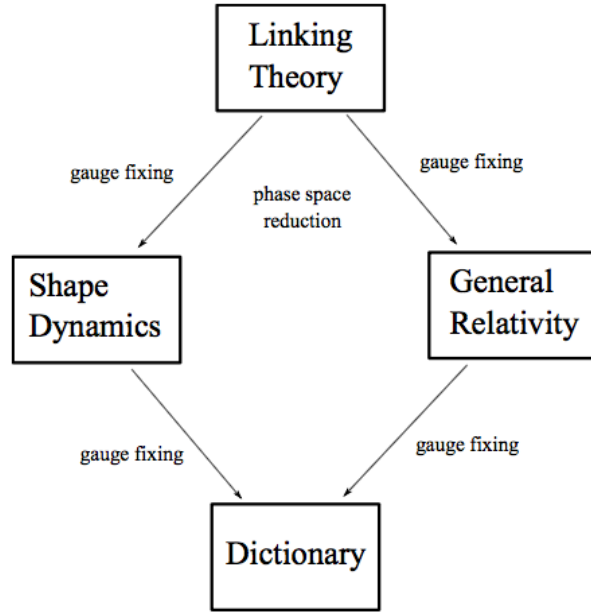 Linking
Theory
gauge fixing
gauge fixing
phase space
reduction
Shape
Dynamics
General
Relativity
gauge fixing
gauge fixing
Dictionary